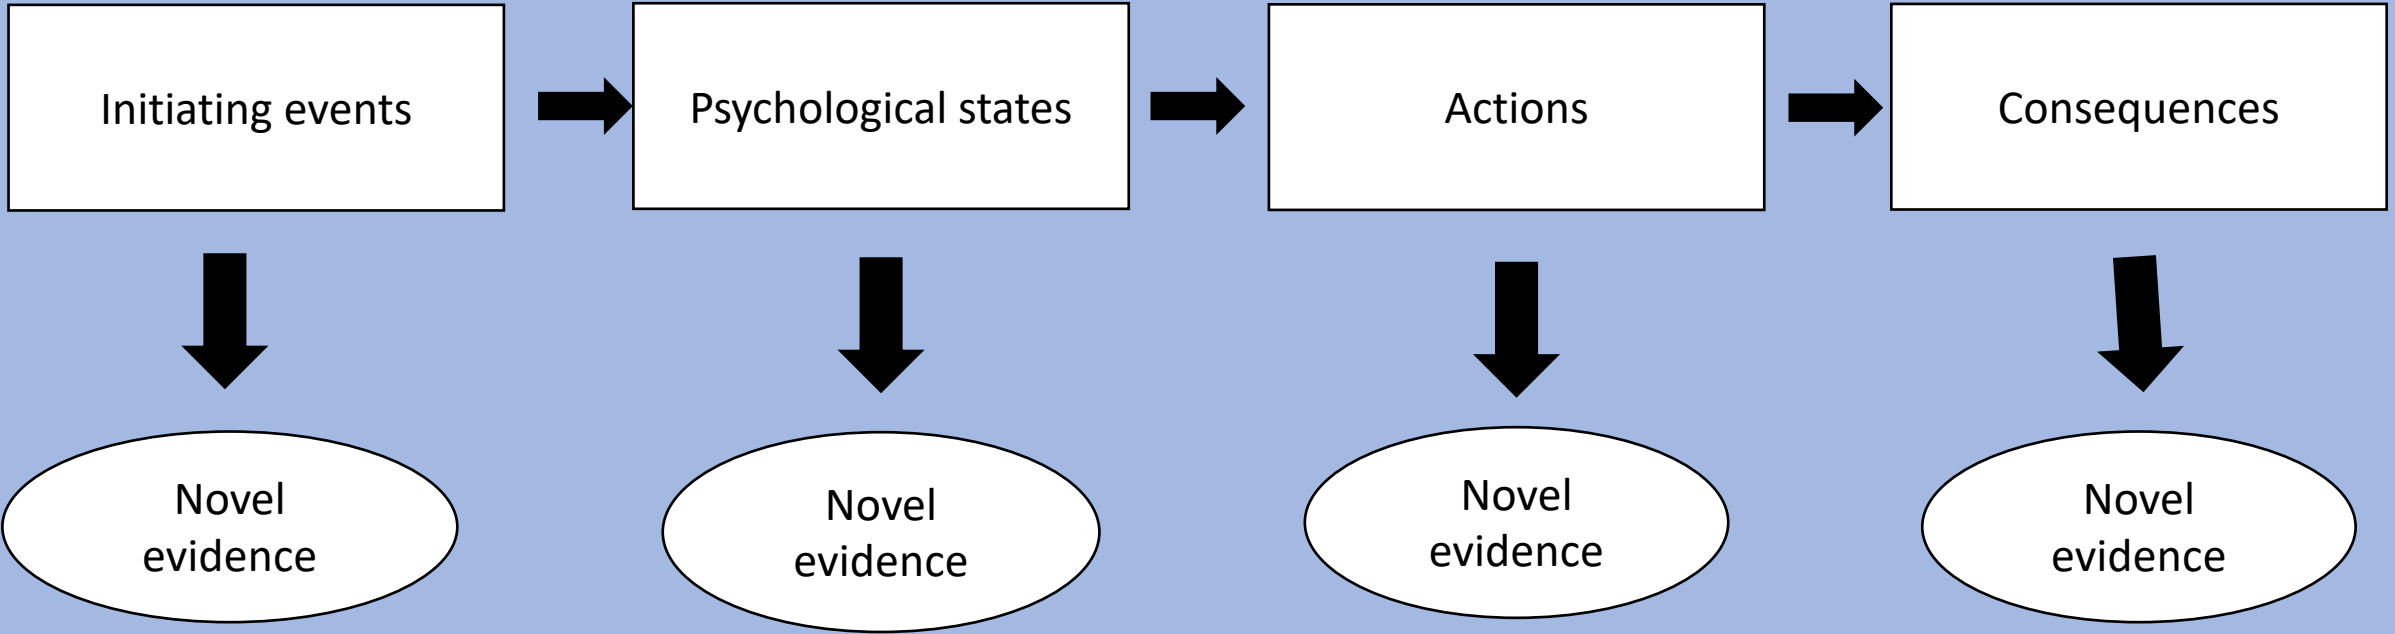 Initiating events
Psychological states
Actions
Consequences
Novel
evidence
Novel
evidence
Novel
evidence
Novel
evidence